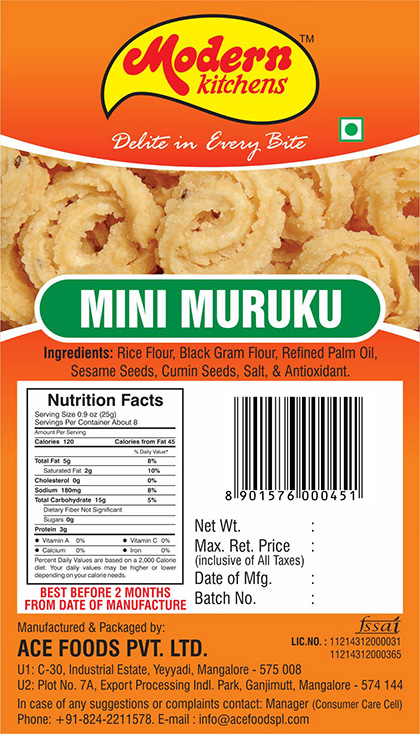 Modern TM
kitchens
Delite in Every Bite
MINI MURUKU
Ingredients: Rice Flour, Black Gram Flour, Refined Palm Oil,
Sesame Seeds, Cumin Seeds, Salt, & Antioxidant.
Nutrition Facts
Serving Size 0.9 oz (25g)
Servings Per Container About 8
Amount Per Serving
Calories 120 Calories from Fat 45
% Daily Value*
Total Fat 5g 8%
Saturated Fat 2g 10%
Cholesterol 0g 0%
Sodium 180mg 8%
Total Carbohydrate 15g 5%
Dietary Fiber Not Significant
Sugars 0g
Protein 3g
• Vitamin A 0% • Vitamin C 0%
• Calcium 0% • Iron 0%
Percent Daily Values are based on a 2,000 Calorie
diet. Your daily values may be higher or lower
depending on your calorie needs.
BEST BEFORE 2 MONTHS
FROM DATE OF MANUFACTURE
8 901576 000451
Net Wt. :
Max. Ret. Price :
(inclusive of All Taxes)
Date of Mfg. :
Batch No. :
Manufactured & Packaged by:
ACE FOODS PVT. LTD.
fssai
LIC.NO. : 11214312000031
11214312000365
U1: C-30, Industrial Estate, Yeyyadi, Mangalore - 575 008
U2: Plot No. 7A, Export Processing Indl. Park, Ganjimutt, Mangalore - 574 144
In case of any suggestions or complaints contact: Manager (Consumer Care Cell)
Phone: +91-824-2211578. E-mail : info@acefoodspl.com